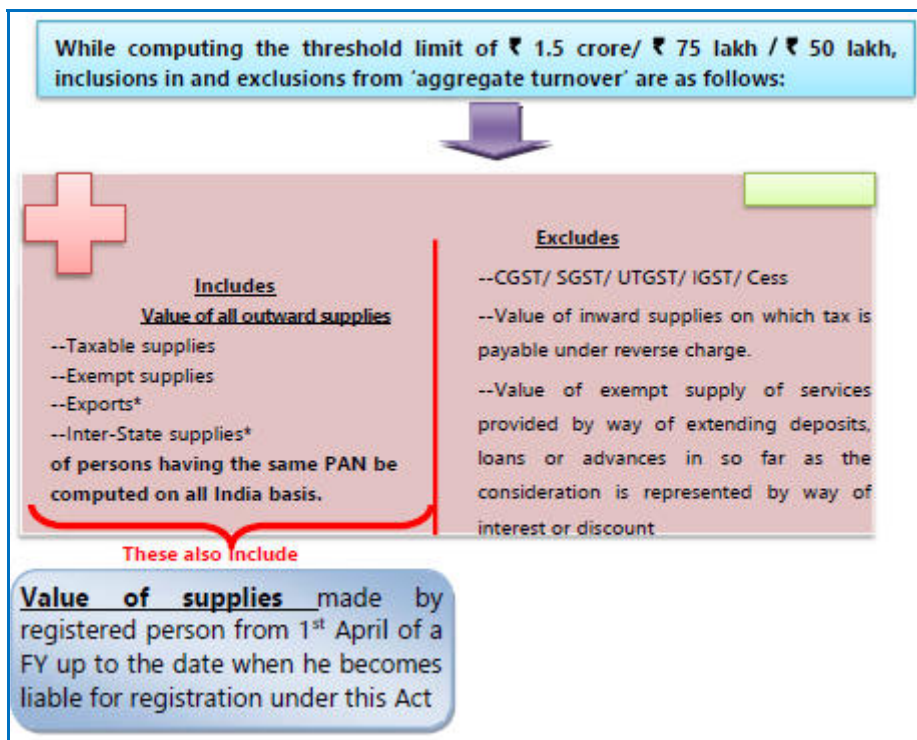 While computing the threshold limit of ₹ 1.5 crore/ ₹ 75 lakh / ₹ 50 lakh,
inclusions in and exclusions from ‘aggregate turnover’ are as follows:
Includes
Value of all outward supplies
--Taxable supplies
--Exempt supplies
--Exports*
--Inter-State supplies*
of persons having the same PAN be
computed on all India basis.
Excludes
--CGST/ SGST/ UTGST/ IGST/ Cess
--Value of inward supplies on which tax is
payable under reverse charge.
--Value of exempt supply of services
provided by way of extending deposits,
loans or advances in so far as the
consideration is represented by way of
interest or discount
These also Include
Value of supplies made by
registered person from 1st April of a
FY up to the date when he becomes
liable for registration under this Act